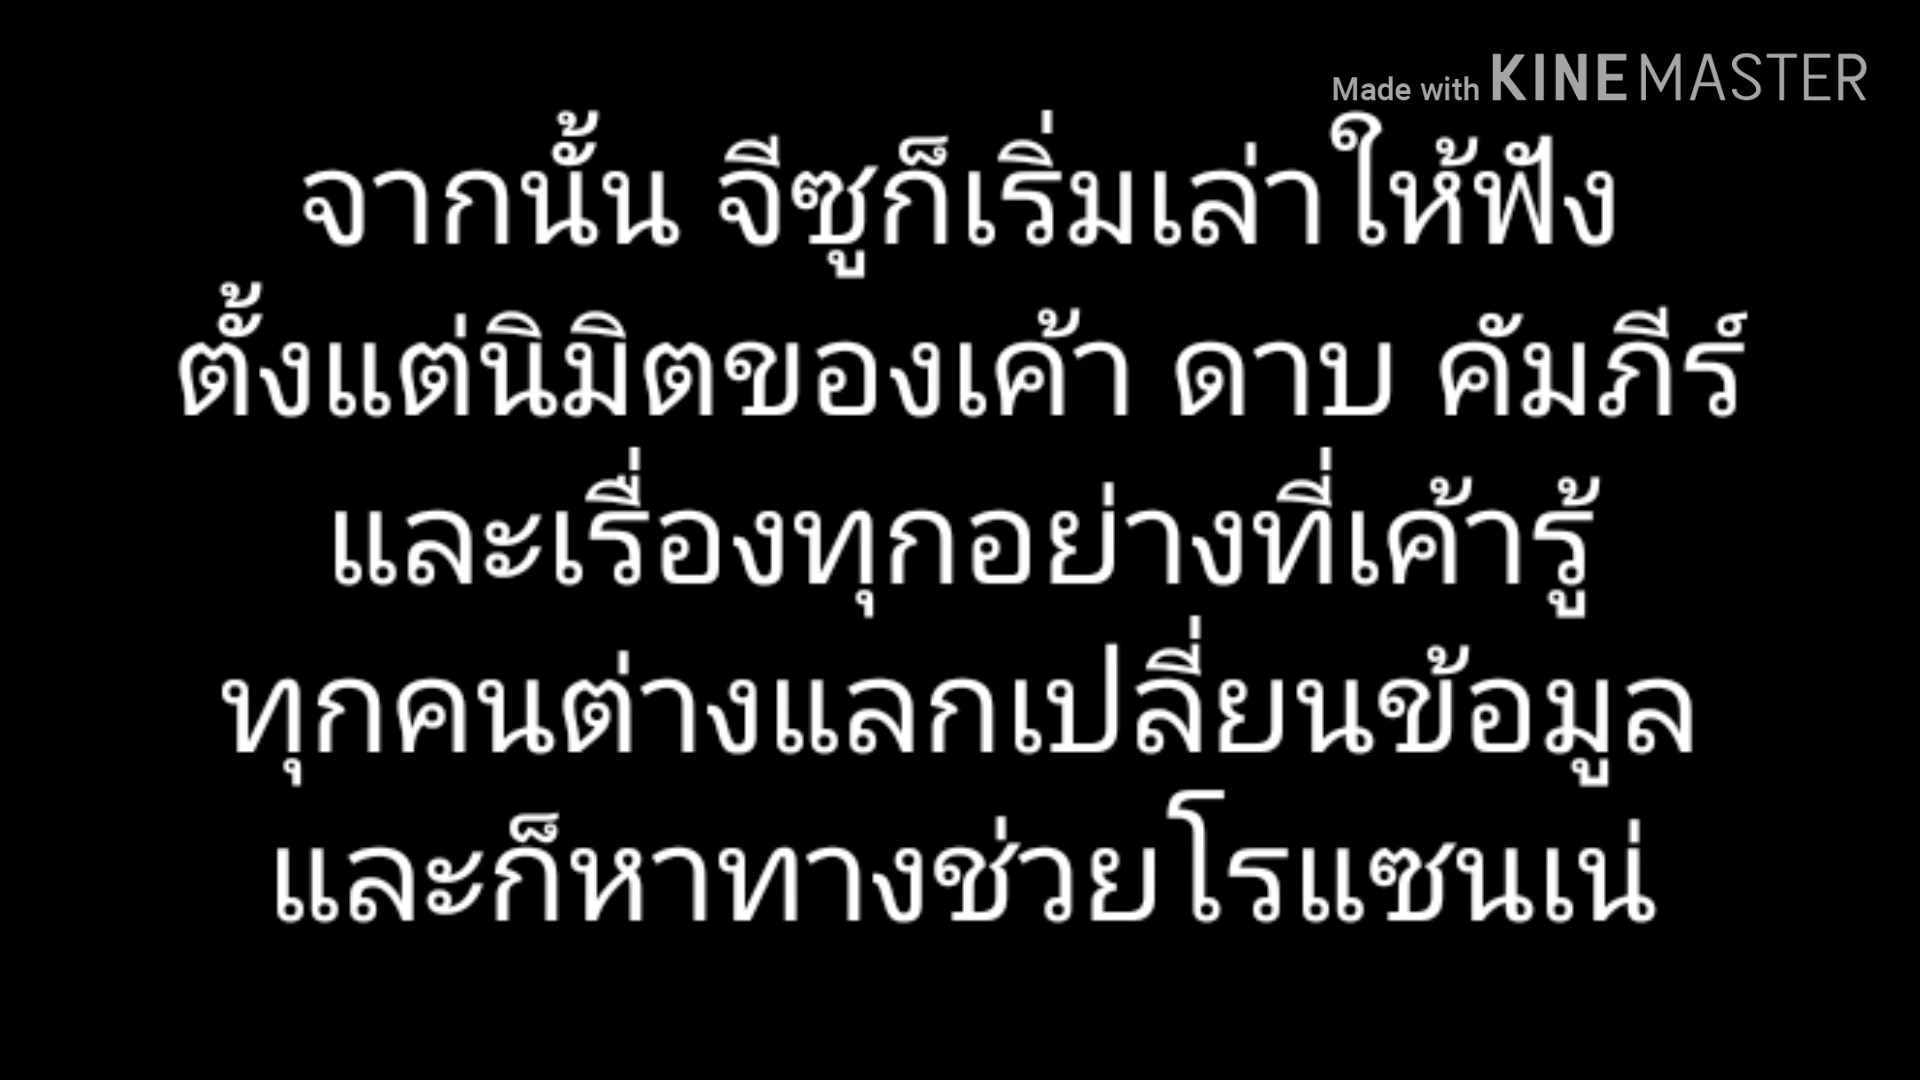 Made with KINEMASTER
จากนั้น จีซูก็เริ่มเล่าให้ฟัง
ตั้งแต่นิมิตของเค้า ดาบ คัมภีร์
และเรื่องทุกอย่างที่เค้ารู้
ทุกคนต่างแลกเปลี่ยนข้อมูล
และก็หาทางช่วยโรแซนเน่